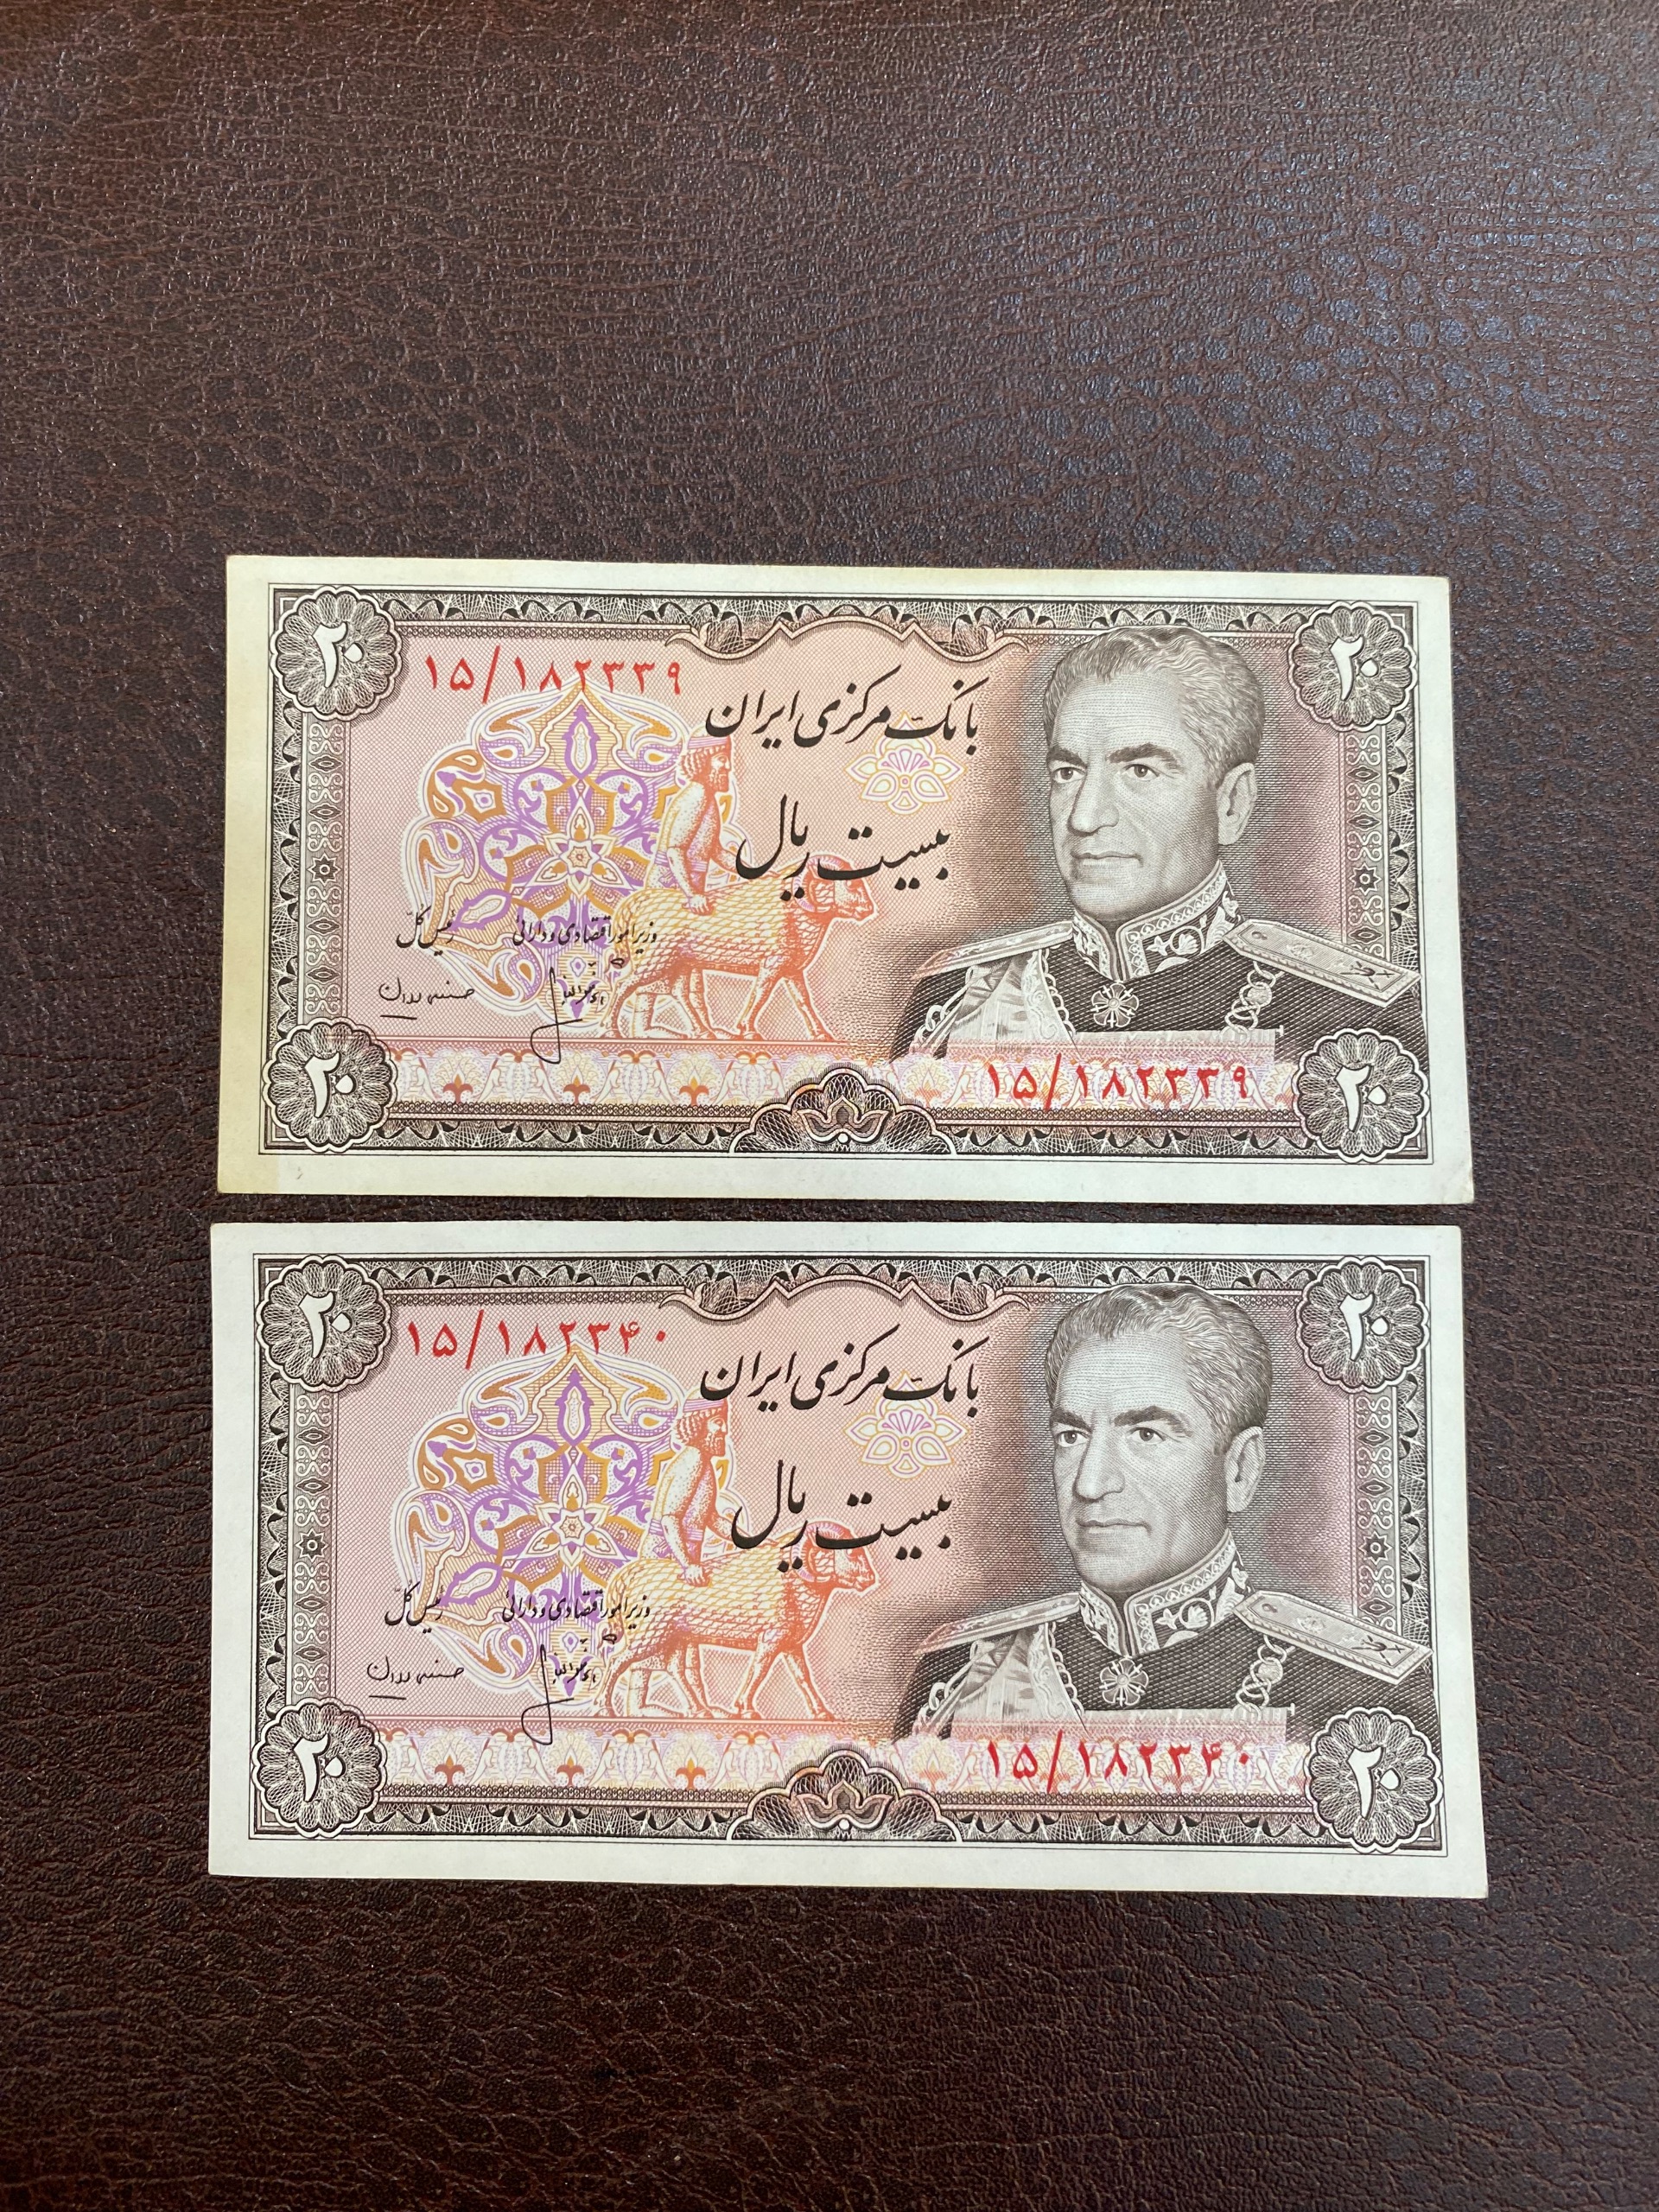 ۲۰
۲۰
۱۵/۱۸۲۳۳۹
بانک مرکزی ایران
بیست ریال
وزیر امور اقتصادی و دارائی
رئیس کل
۱۵/۱۸۲۳۳۹
۲۰
۲۰
۲۰
۲۰
۱۵/۱۸۲۳۴۰
بانک مرکزی ایران
بیست ریال
وزیر امور اقتصادی و دارائی
رئیس کل
۱۵/۱۸۲۳۴۰
۲۰
۲۰